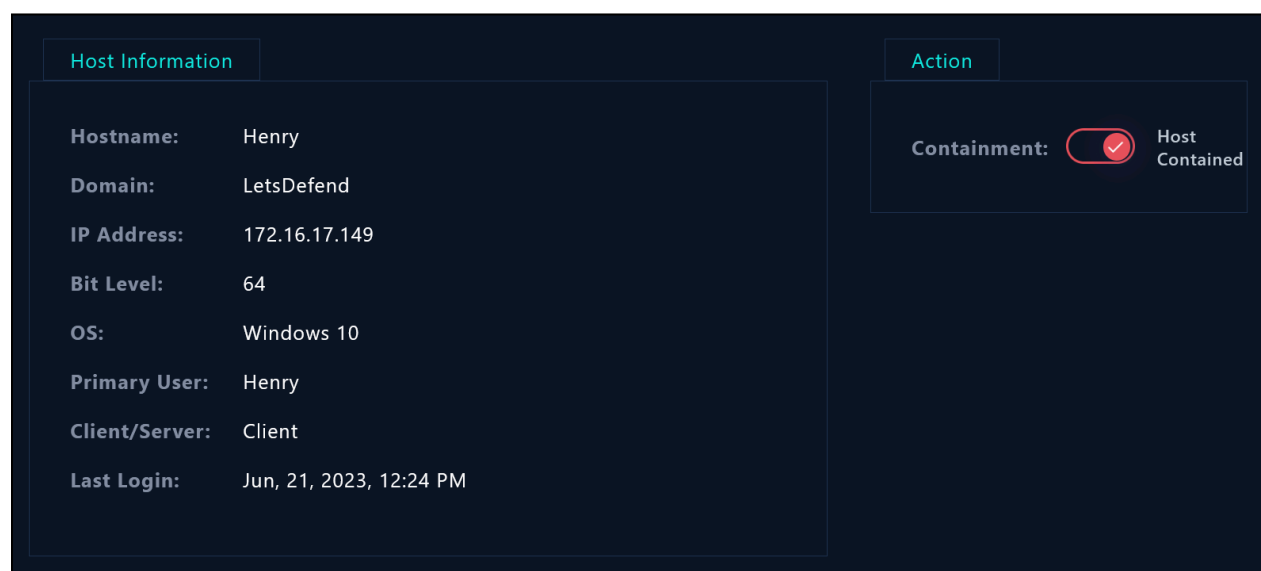 Host Information
Hostname: Henry
Domain: LetsDefend
IP Address: 172.16.17.149
Bit Level: 64
OS: Windows 10
Primary User: Henry
Client/Server: Client
Last Login: Jun, 21, 2023, 12:24 PM
Action
Containment: Host
Contained